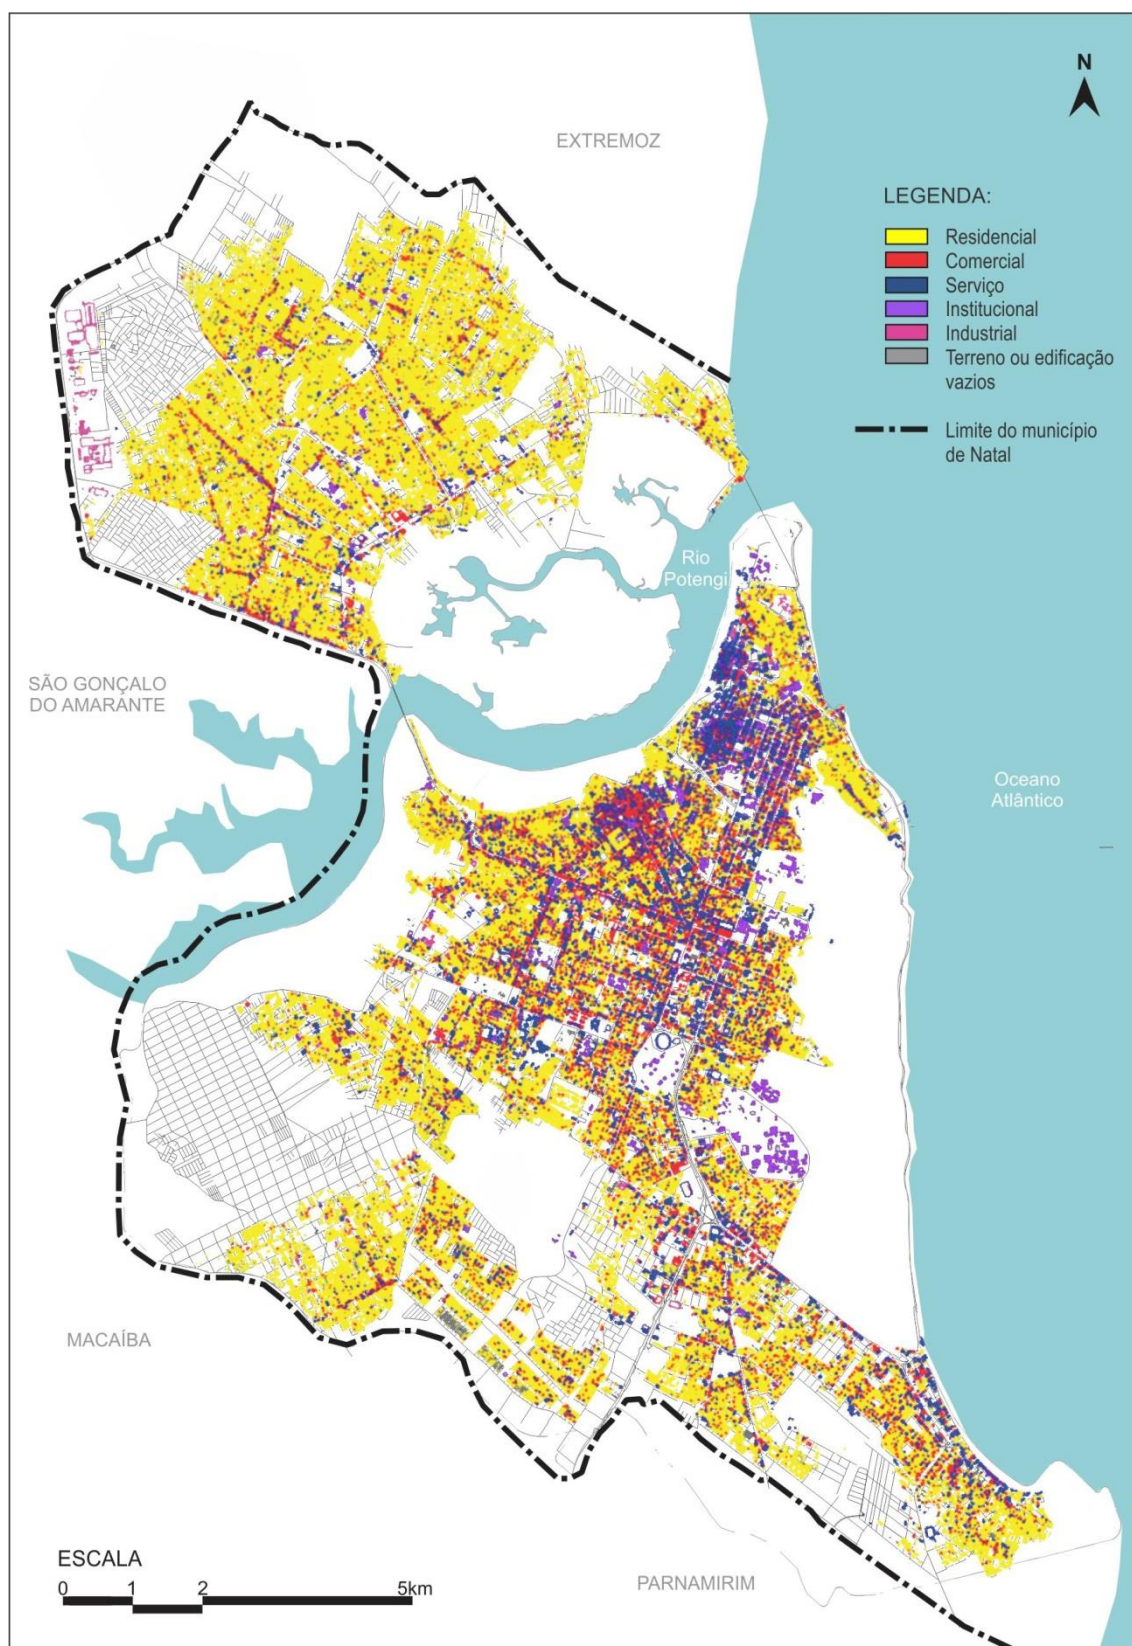 N
EXTREMOZ
LEGENDA:
Residencial
Comercial
Serviço
Institucional
Industrial
Terreno ou edificação
vazios
Limite do município
de Natal
Rio
Potengi
SÃO GONÇALO
DO AMARANTE
Oceano
Atlântico
MACAÍBA
ESCALA
0 1 2 5km
PARNAMIRIM